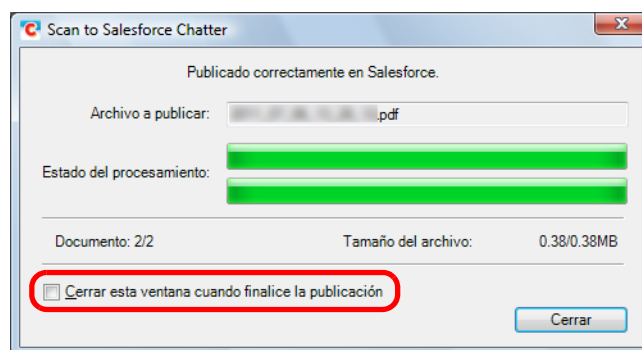 Scan to Salesforce Chatter
Publicado correctamente en Salesforce.
Archivo a publicar: .pdf
Estado del procesamiento:
Documento: 2/2 Tamaño del archivo: 0.38/0.38MB
Cerrar esta ventana cuando finalice la publicación
Cerrar